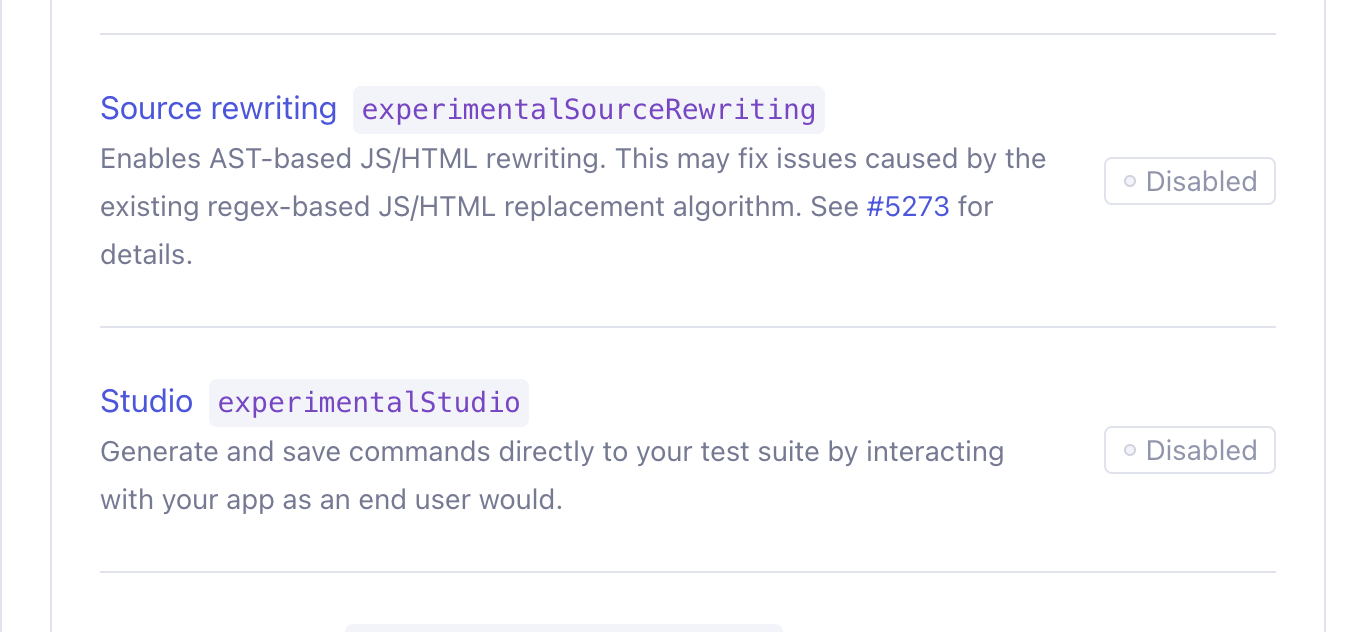 Source rewriting experimentalSourceRewriting
Enables AST-based JS/HTML rewriting. This may fix issues caused by the
existing regex-based JS/HTML replacement algorithm. See #5273 for
details.
Disabled
Studio experimentalStudio
Generate and save commands directly to your test suite by interacting
with your app as an end user would.
Disabled